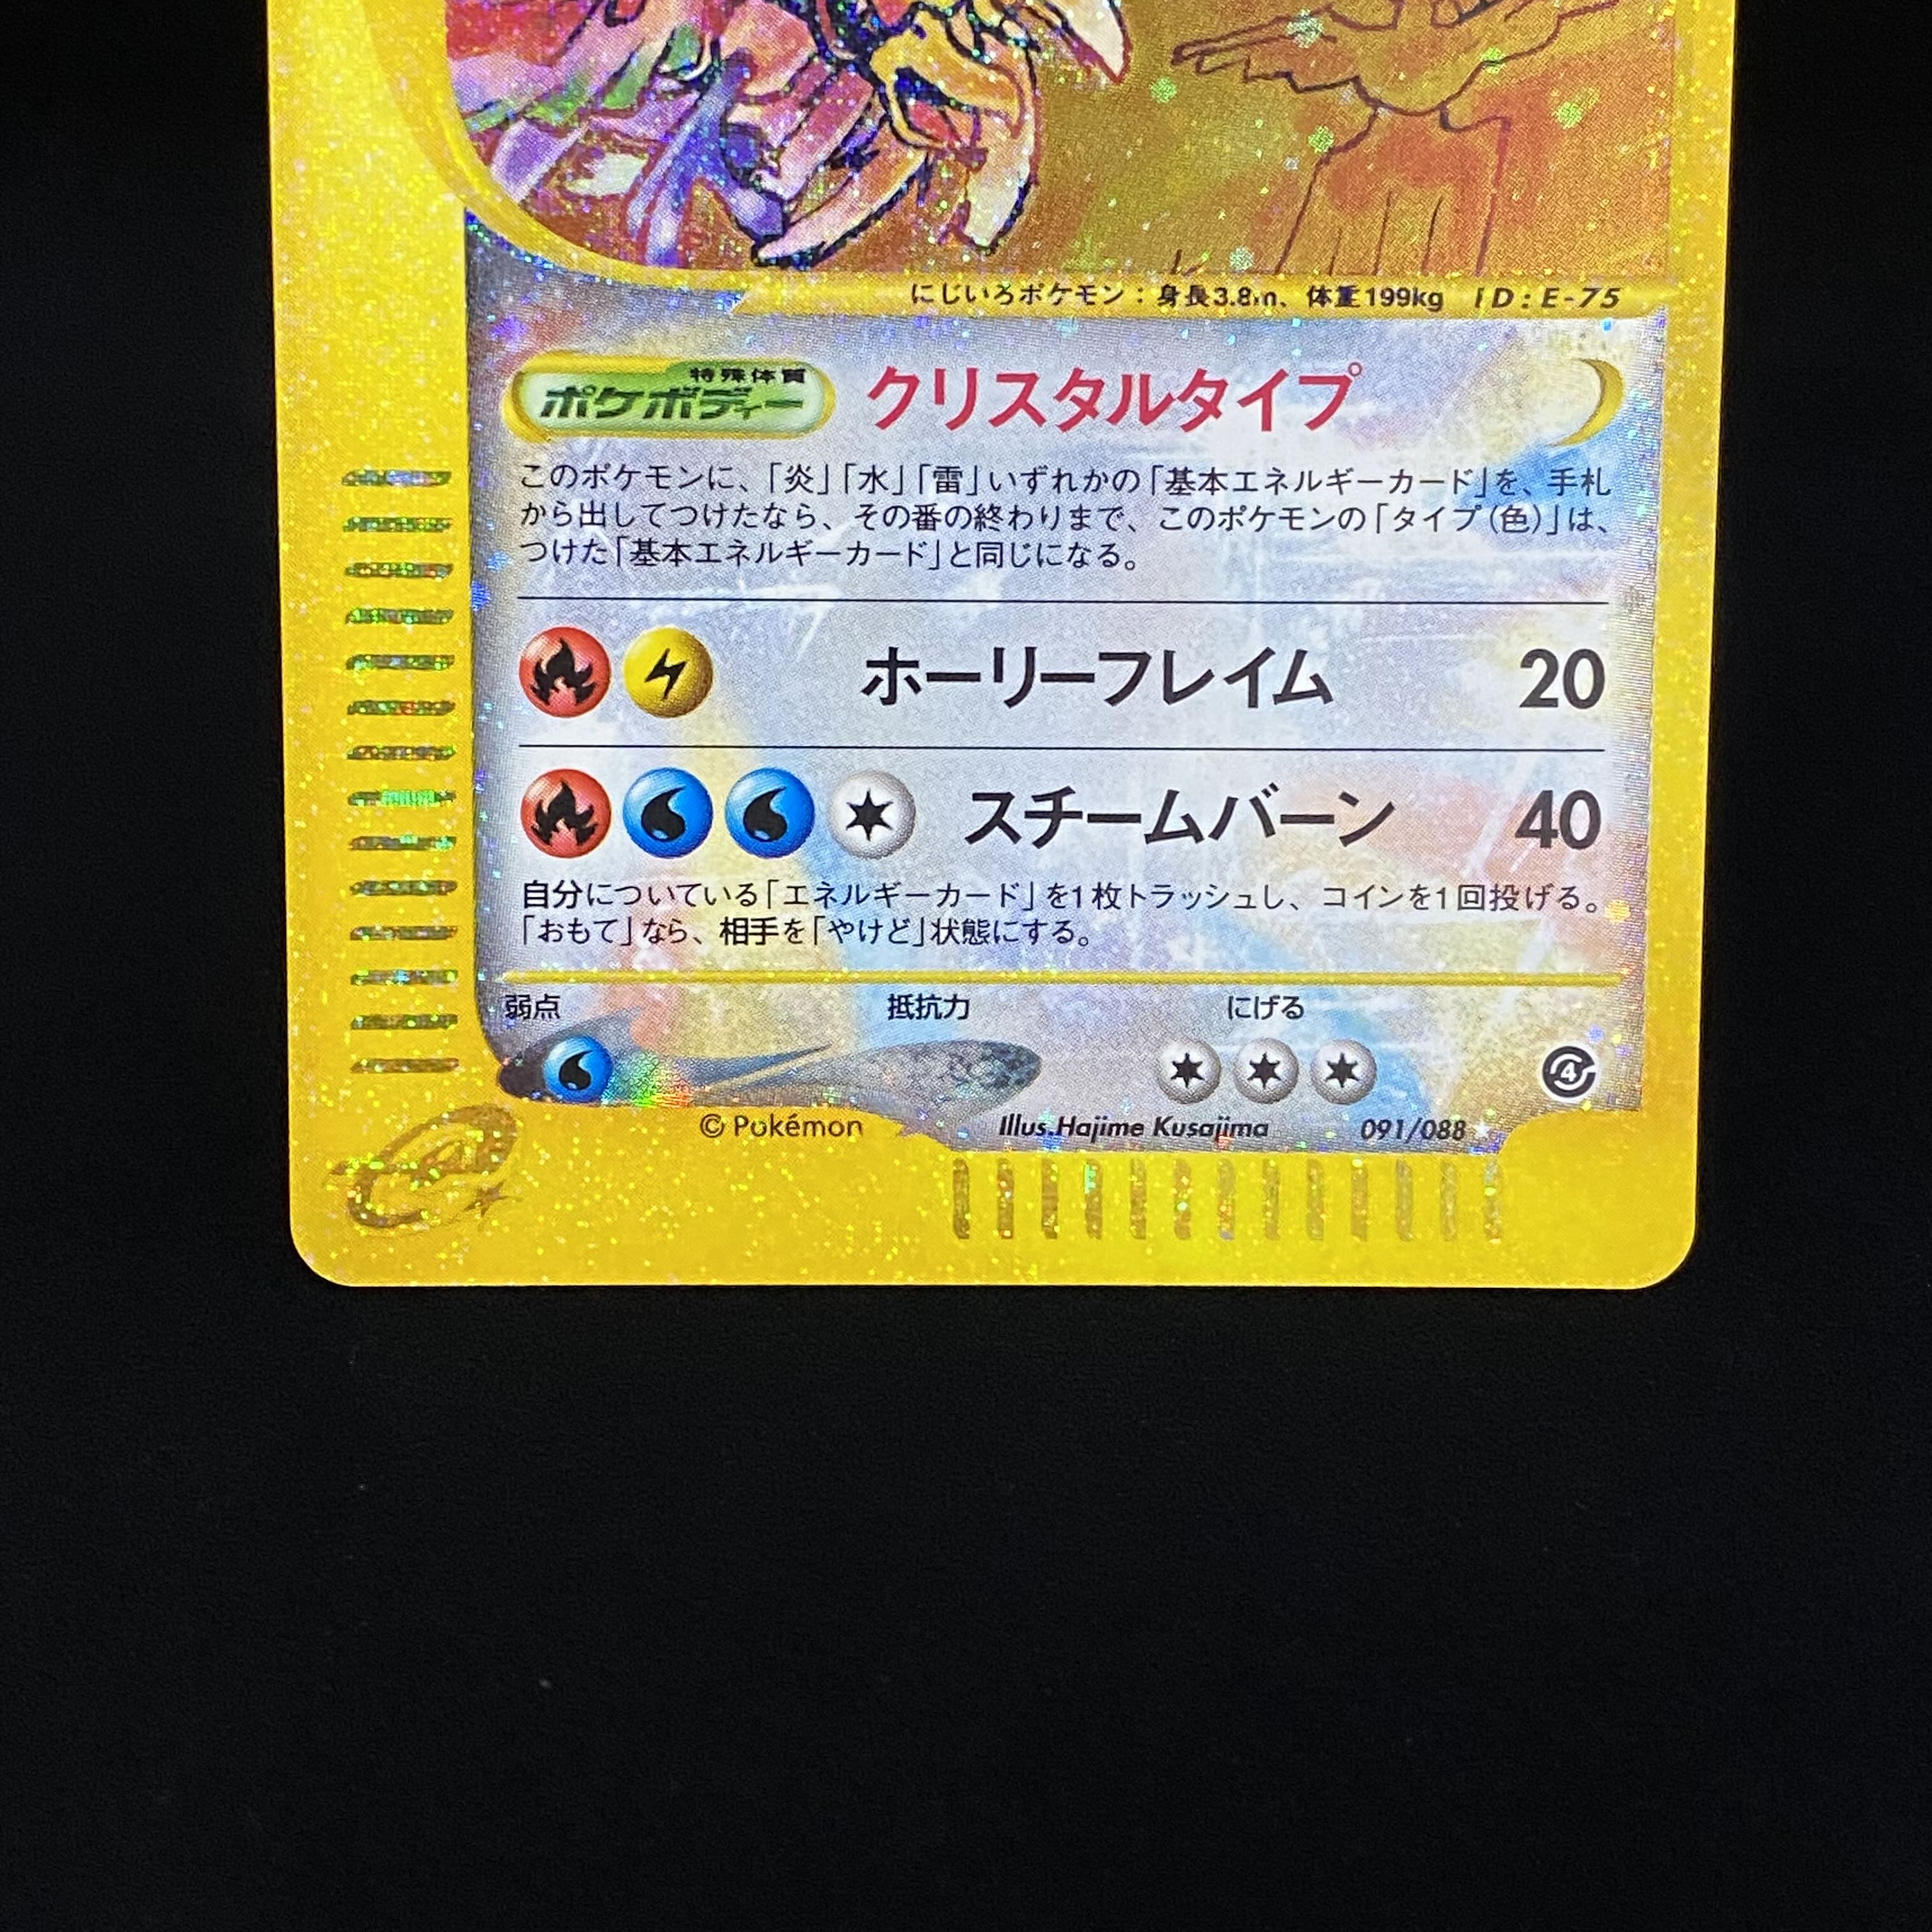 にじいろポケモン：身長3.8m、体重199kg ID:E-75
特殊体質
ポケボディー クリスタルタイプ
このポケモンに、「炎」「水」「雷」いずれかの「基本エネルギーカード」を、手札
から出してつけたなら、その番の終わりまで、このポケモンの「タイプ(色)」は、
つけた「基本エネルギーカード」と同じになる。
ホーリーフレイム 20
スチームバーン 40
自分についている「エネルギーカード」を1枚トラッシュし、コインを1回投げる。
「おもて」なら、相手を「やけど」状態にする。
弱点 抵抗力 にげる
4
© Pokémon Illus.Hajime Kusajima 091/088 ★